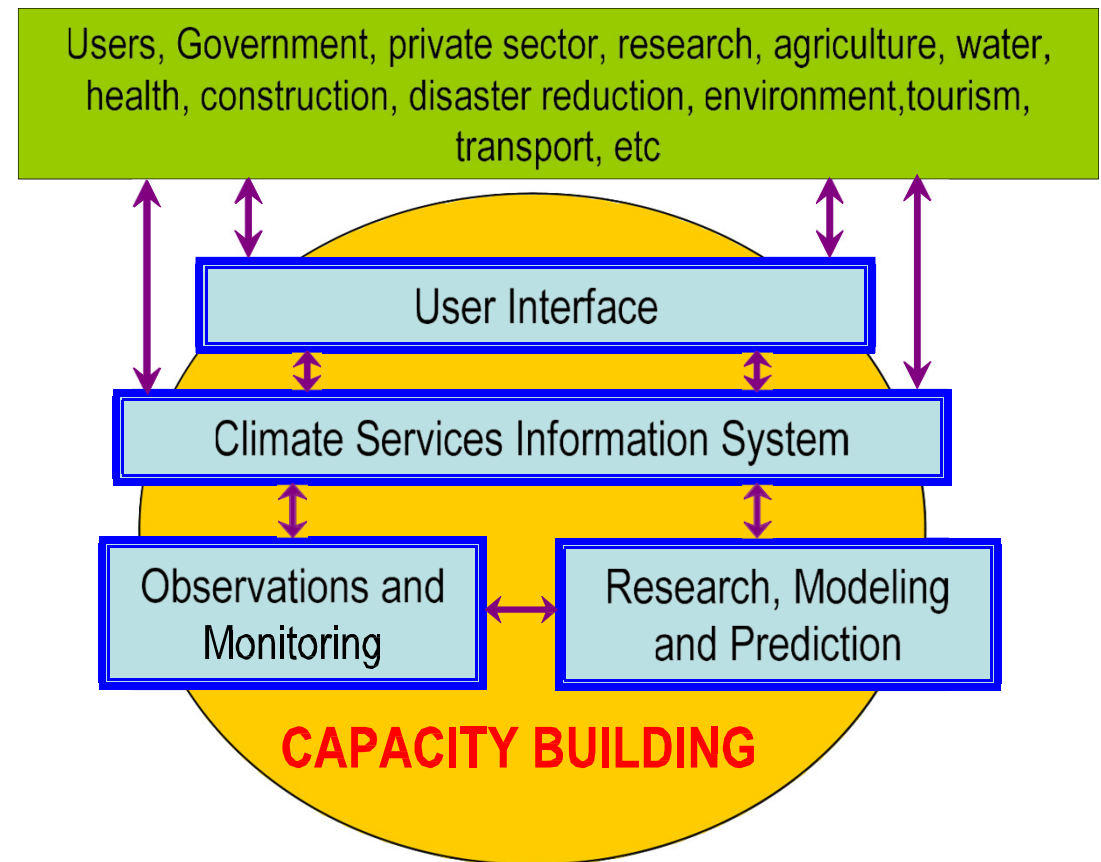 Users, Government, private sector, research, agriculture, water,
health, construction, disaster reduction, environment,tourism,
transport, etc
User Interface
Climate Services Information System
Observations and
Monitoring
Research, Modeling
and Prediction
CAPACITY BUILDING